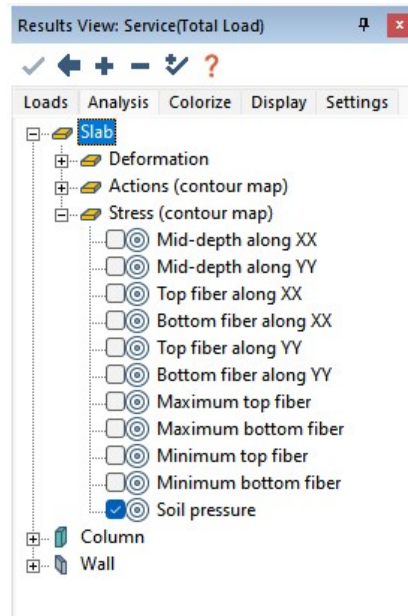 Results View: Service(Total Load)
Loads Analysis Colorize Display Settings
Slab
Deformation
Actions (contour map)
Stress (contour map)
Mid-depth along XX
Mid-depth along YY
Top fiber along XX
Bottom fiber along XX
Top fiber along YY
Bottom fiber along YY
Maximum top fiber
Maximum bottom fiber
Minimum top fiber
Minimum bottom fiber
Soil pressure
Column
Wall